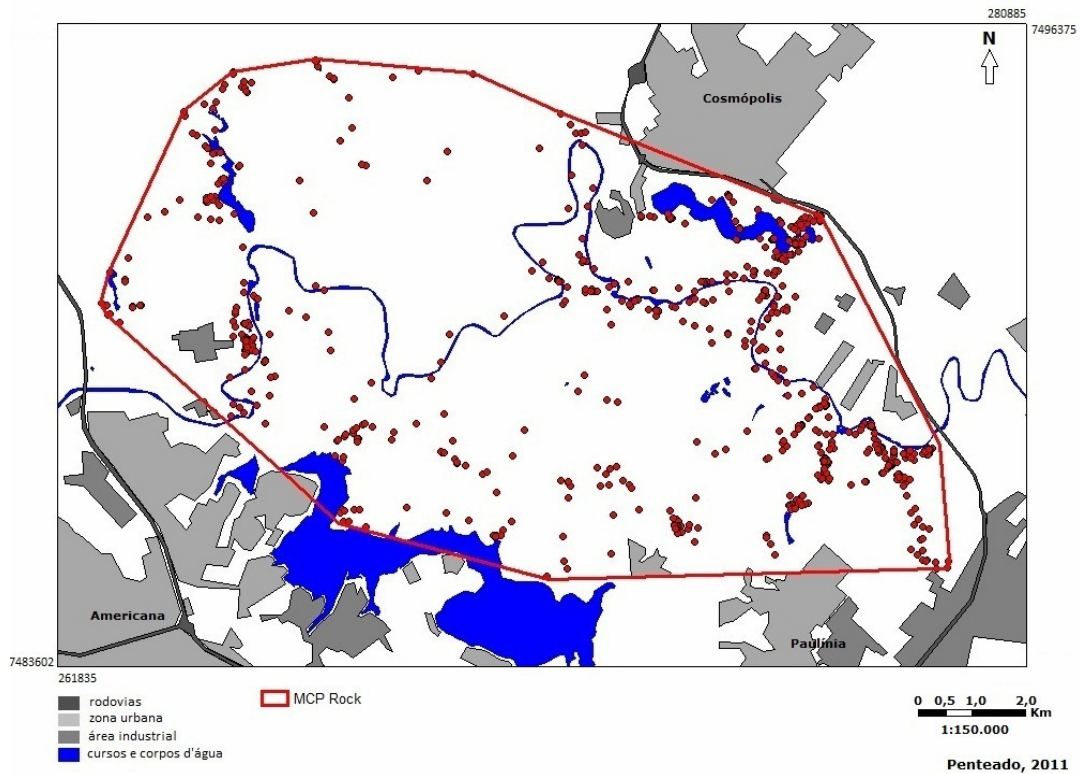 280885
7496375
N
Cosmópolis
Americana
Paulínia
7483602
261835
rodovias
zona urbana
área industrial
cursos e corpos d'água
MCP Rock
0 0,5 1,0 2,0
Km
1:150.000
Penteado, 2011